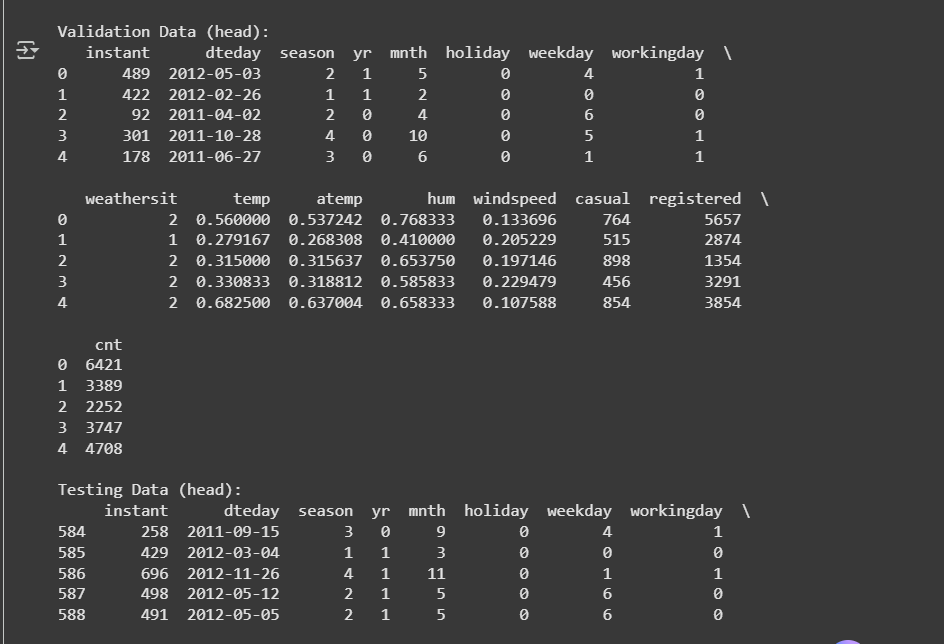 Validation Data (head):
   instant      dteday  season  yr  mnth  holiday  weekday  workingday  \
0      489  2012-05-03       2   1     5        0        4           1
1      422  2012-02-26       1   1     2        0        0           0
2       92  2011-04-02       2   0     4        0        6           0
3      301  2011-10-28       4   0    10        0        5           1
4      178  2011-06-27       3   0     6        0        1           1
   weathersit      temp     atemp       hum  windspeed  casual  registered  \
0           2  0.560000  0.537242  0.768333   0.133696     764        5657
1           1  0.279167  0.268308  0.410000   0.205229     515        2874
2           2  0.315000  0.315637  0.653750   0.197146     898        1354
3           2  0.330833  0.318812  0.585833   0.229479     456        3291
4           2  0.682500  0.637004  0.658333   0.107588     854        3854
    cnt
0  6421
1  3389
2  2252
3  3747
4  4708
Testing Data (head):
     instant      dteday  season  yr  mnth  holiday  weekday  workingday  \
584      258  2011-09-15       3   0     9        0        4           1
585      429  2012-03-04       1   1     3        0        0           0
586      696  2012-11-26       4   1    11        0        1           1
587      498  2012-05-12       2   1     5        0        6           0
588      491  2012-05-05       2   1     5        0        6           0